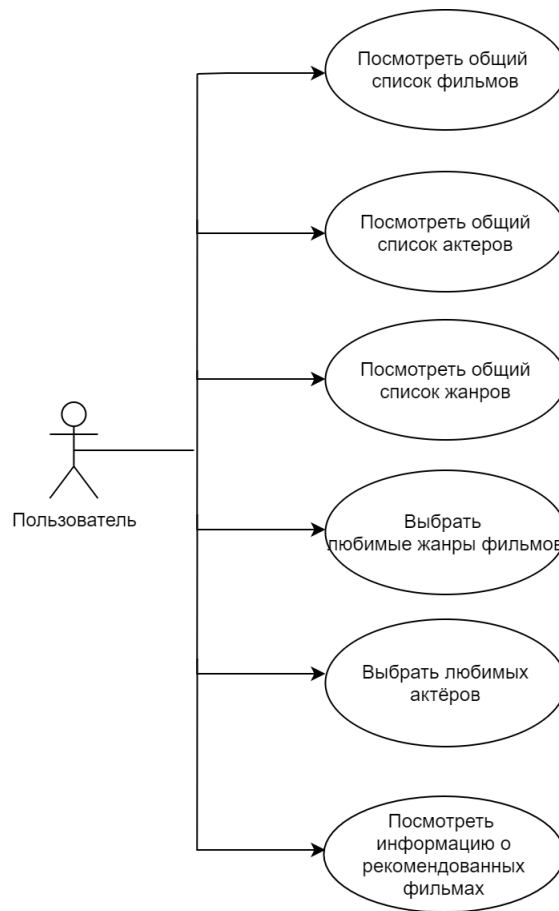 Посмотреть общий
список фильмов
Посмотреть общий
список актеров
Посмотреть общий
список жанров
Пользователь
Выбрать
любимые жанры фильмов
Выбрать любимых
актёров
Посмотреть
информацию о
рекомендованных
фильмах